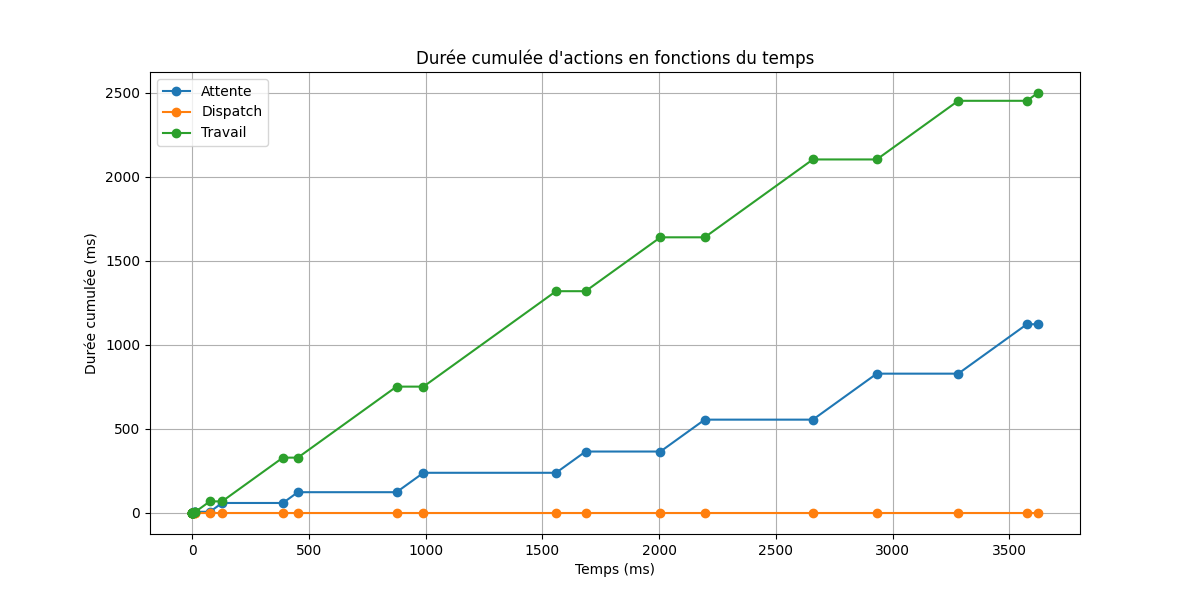 Durée cumulée d'actions en fonctions du temps
Attente
Dispatch
Travail
Durée cumulée (ms)
2500
2000
1500
1000
500
0
0
500
1000
1500
2000
2500
3000
3500
Temps (ms)